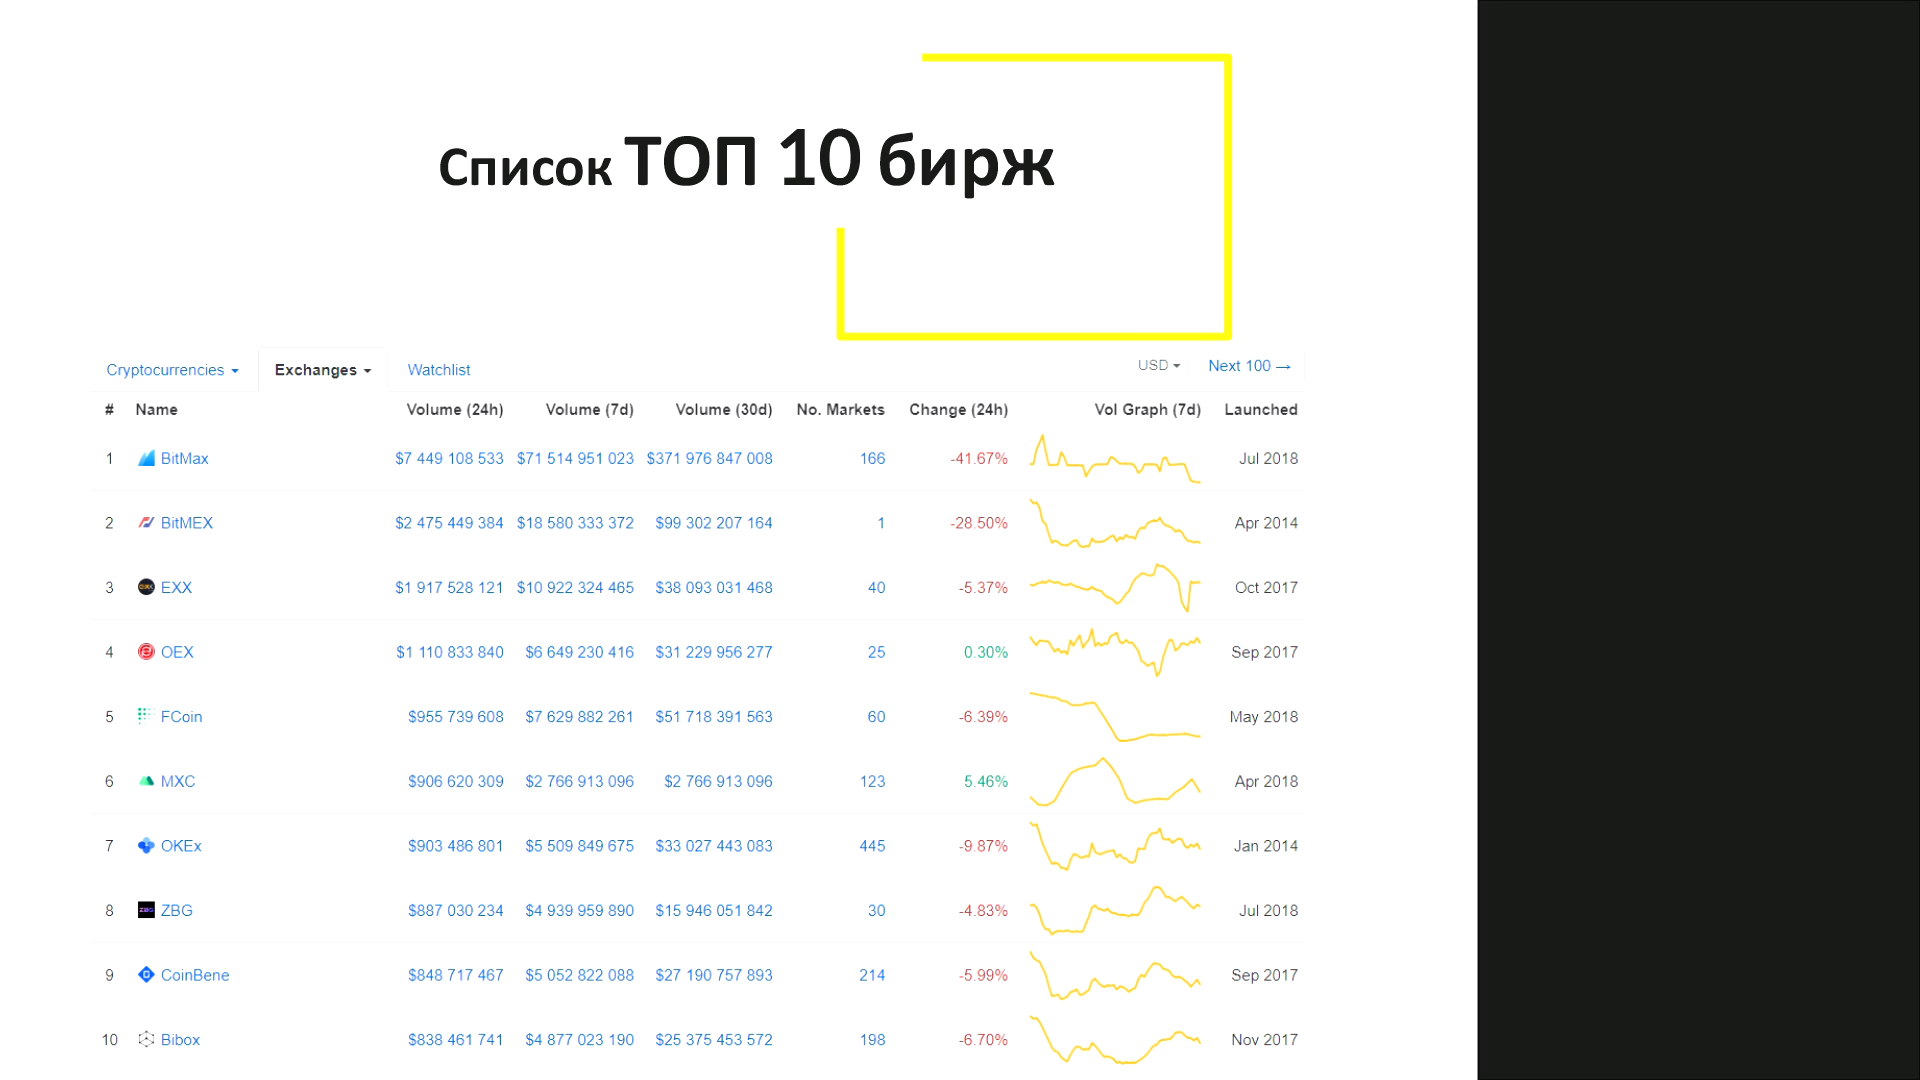 Список ТОП 10 бирж
Cryptocurrencies Exchanges Watchlist USD Next 100 →
# Name Volume (24h) Volume (7d) Volume (30d) No. Markets Change (24h) Vol Graph (7d) Launched
1 BitMax $7 449 108 533 $71 514 951 023 $371 976 847 008 166 -41.67% Jul 2018
2 BitMEX $2 475 449 384 $18 580 333 372 $99 302 207 164 1 -28.50% Apr 2014
3 EXX $1 917 528 121 $10 922 324 465 $38 093 031 468 40 -5.37% Oct 2017
4 OEX $1 110 833 840 $6 649 230 416 $31 229 956 277 25 0.30% Sep 2017
5 FCoin $955 739 608 $7 629 882 261 $51 718 391 563 60 -6.39% May 2018
6 MXC $906 620 309 $2 766 913 096 $2 766 913 096 123 5.46% Apr 2018
7 OKEx $903 486 801 $5 509 849 675 $33 027 443 083 445 -9.87% Jan 2014
8 ZBG $887 030 234 $4 939 959 890 $15 946 051 842 30 -4.83% Jul 2018
9 CoinBene $848 717 467 $5 052 822 088 $27 190 757 893 214 -5.99% Sep 2017
10 Bibox $838 461 741 $4 877 023 190 $25 375 453 572 198 -6.70% Nov 2017